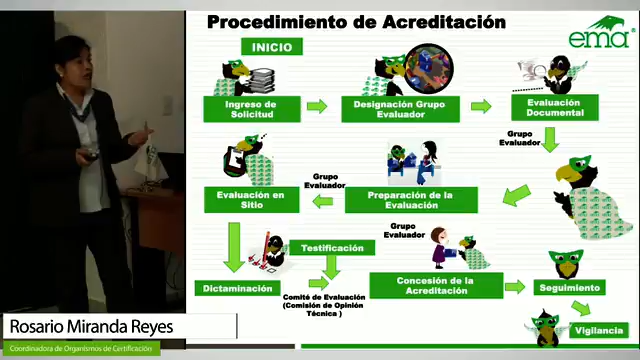 Procedimiento de Acreditación
ema
INICIO
Ingreso de
Solicitud
Designación Grupo
Evaluador
Evaluación
Documental
Grupo
Evaluador
Evaluación en
Sitio
Grupo
Evaluador
Preparación de la
Evaluación
Grupo
Evaluador
Testificación
Dictaminación
Comité de Evaluación
(Comisión de Opinión
Técnica )
Concesión de la
Acreditación
Seguimiento
Vigilancia
Rosario Miranda Reyes
Coordinadora de Organismos de Certificación